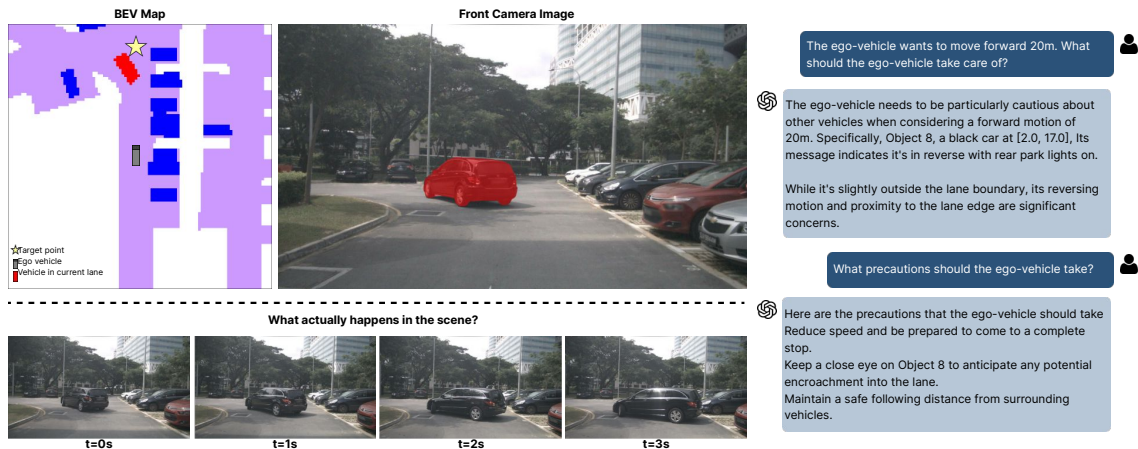 BEV Map
Front Camera Image
Target point
Ego vehicle
Vehicle in current lane
What actually happens in the scene?
t=0s
t=1s
t=2s
t=3s
The ego-vehicle wants to move forward 20m. What
should the ego-vehicle take care of?
The ego-vehicle needs to be particularly cautious about
other vehicles when considering a forward motion of
20m. Specifically, Object 8, a black car at [2.0, 17.0], Its
message indicates it's in reverse with rear park lights on.
While it's slightly outside the lane boundary, its reversing
motion and proximity to the lane edge are significant
concerns.
What precautions should the ego-vehicle take?
Here are the precautions that the ego-vehicle should take
Reduce speed and be prepared to come to a complete
stop.
Keep a close eye on Object 8 to anticipate any potential
encroachment into the lane.
Maintain a safe following distance from surrounding
vehicles.